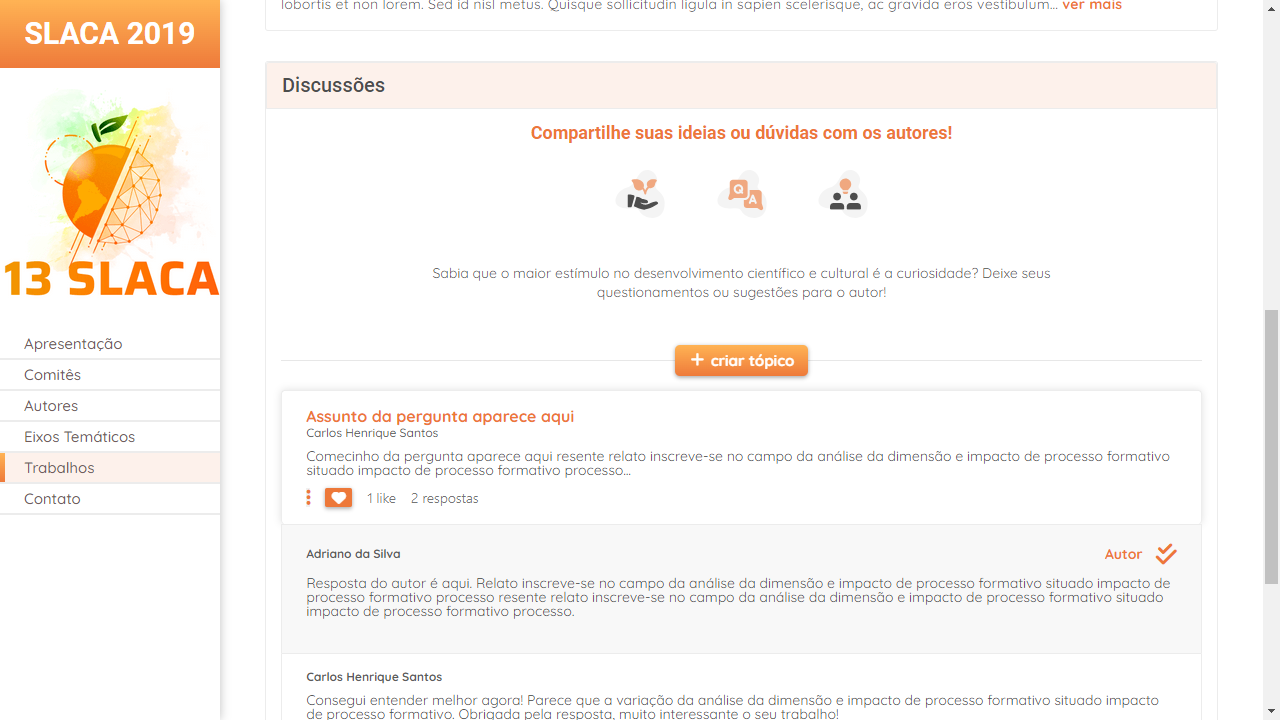 SLACA 2019
lobortis et non lorem. Sed id nisl metus. Quisque sollicitudin ligula in sapien scelerisque, ac gravida eros vestibulum... ver mais
13 SLACA
Apresentação
Comitês
Autores
Eixos Temáticos
Trabalhos
Contato
Discussões
Compartilhe suas ideias ou dúvidas com os autores!
Q
A
Sabia que o maior estímulo no desenvolvimento científico e cultural é a curiosidade? Deixe seus
questionamentos ou sugestões para o autor!
+ criar tópico
Assunto da pergunta aparece aqui
Carlos Henrique Santos
Comecinho da pergunta aparece aqui resente relato inscreve-se no campo da análise da dimensão e impacto de processo formativo
situado impacto de processo formativo processo...
1 like 2 respostas
Adriano da Silva
Autor
Resposta do autor é aqui. Relato inscreve-se no campo da análise da dimensão e impacto de processo formativo situado impacto de
processo formativo processo resente relato inscreve-se no campo da análise da dimensão e impacto de processo formativo situado
impacto de processo formativo processo.
Carlos Henrique Santos
Consegui entender melhor agora! Parece que a variação da análise da dimensão e impacto de processo formativo situado impacto
de processo formativo. Obrigada pela resposta, muito interessante o seu trabalho!